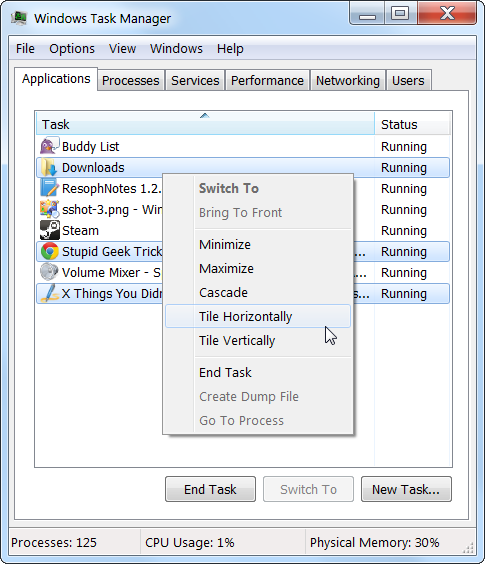 Windows Task Manager
File Options View Windows Help
Applications Processes Services Performance Networking Users
Task Status
Buddy List Running
Downloads Running
ResophNotes 1.2. Running
sshot-3.png - Win Running
Steam Running
Stupid Geek Trick ... Running
Volume Mixer - S ... Running
X Things You Didn s... Running
Switch To
Bring To Front
Minimize
Maximize
Cascade
Tile Horizontally
Tile Vertically
End Task
Create Dump File
Go To Process
End Task Switch To New Task...
Processes: 125 CPU Usage: 1% Physical Memory: 30%